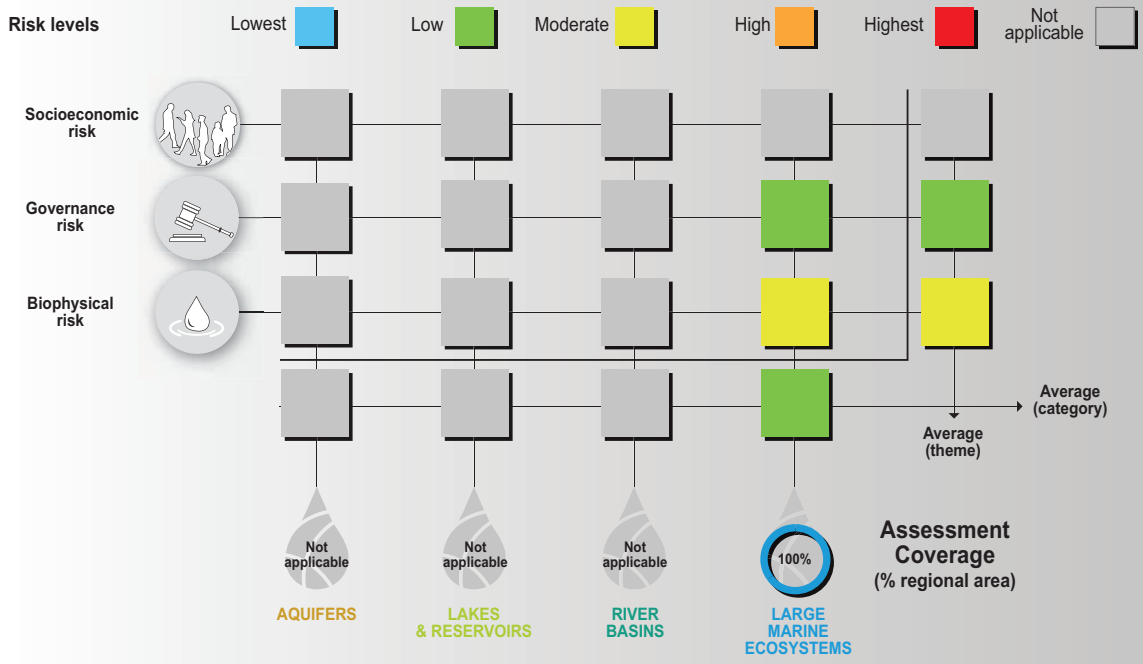 Risk levels
Lowest
Low
Moderate
High
Highest
Not
applicable
Socioeconomic
risk
Governance
risk
Biophysical
risk
Average
(category)
Average
(theme)
Not
applicable
Not
applicable
Not
applicable
100%
Assessment
Coverage
(% regional area)
AQUIFERS
LAKES
& RESERVOIRS
RIVER
BASINS
LARGE
MARINE
ECOSYSTEMS